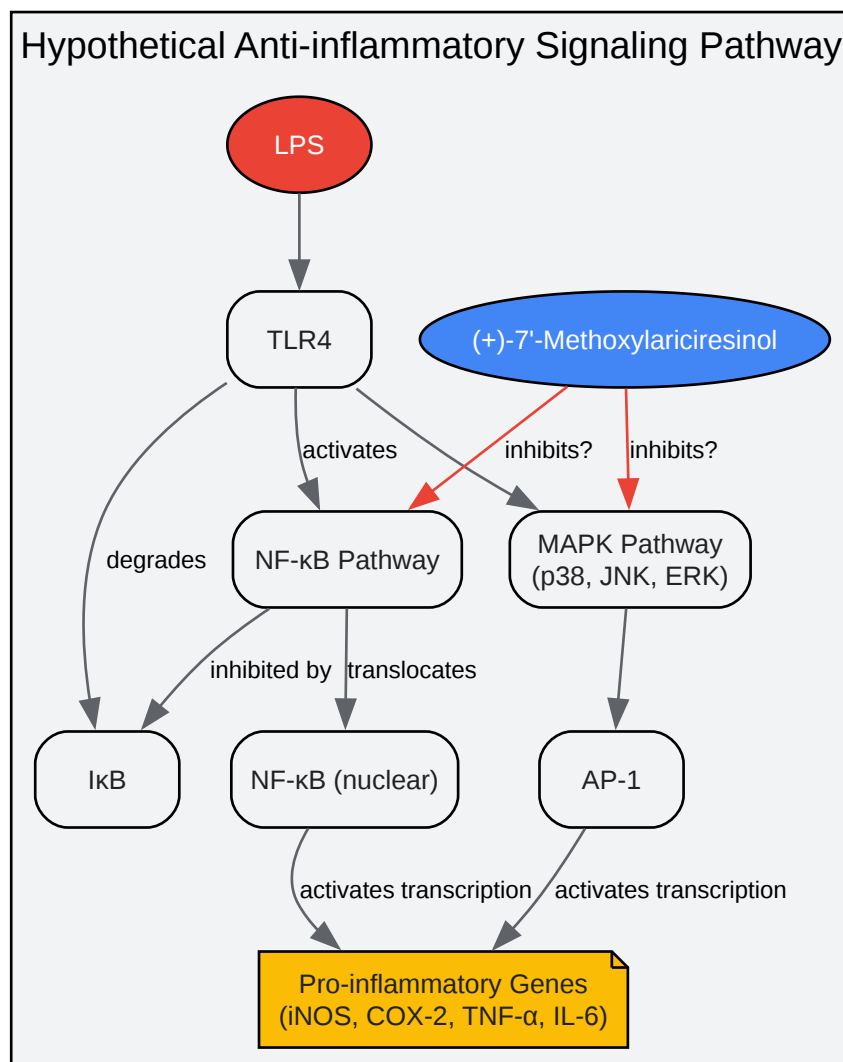 Hypothetical Anti-inflammatory Signaling Pathway
LPS
TLR4
(+)-7'-Methoxylariciresinol
activates
inhibits?
inhibits?
degrades
NF-κB Pathway
MAPK Pathway
(p38, JNK, ERK)
inhibited by
translocates
IκB
NF-κB (nuclear)
AP-1
activates transcription
activates transcription
Pro-inflammatory Genes
(iNOS, COX-2, TNF-α, IL-6)